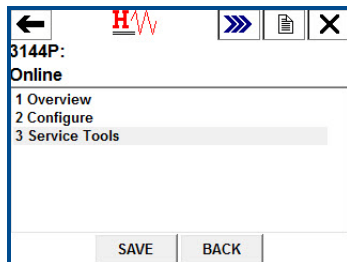 H
3144P:
Online
1 Overview
2 Configure
3 Service Tools
SAVE BACK